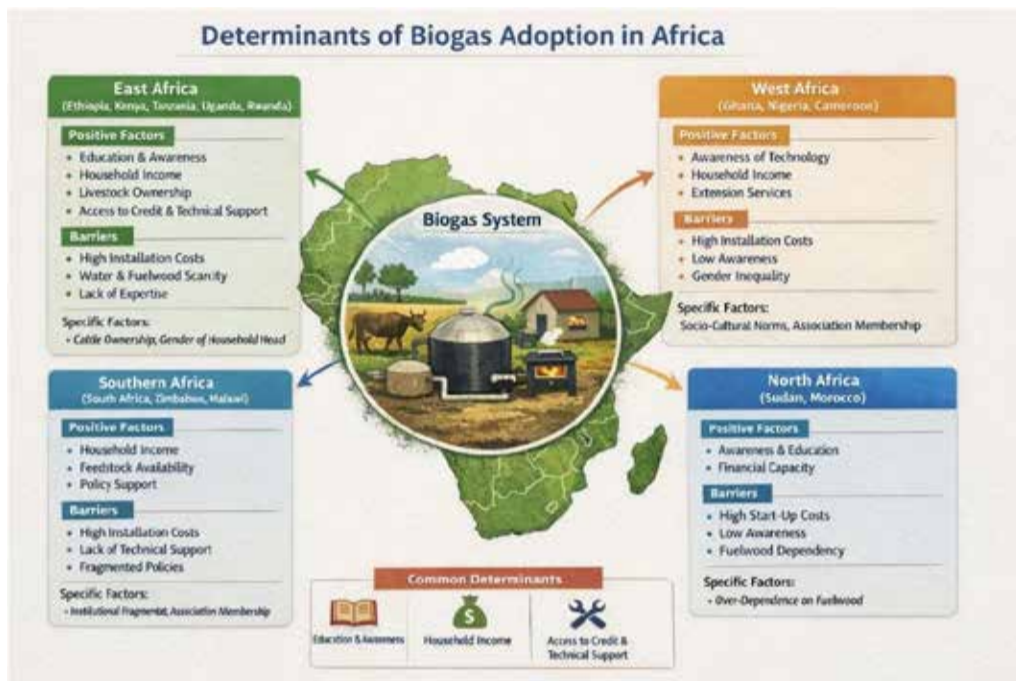 Determinants of Biogas Adoption in Africa
East Africa
(Ethiopia, Kenya, Tanzania, Uganda, Rwanda)
Positive Factors
• Education & Awareness
• Household Income
• Livestock Ownership
• Access to Credit & Technical Support
Barriers
• High Installation Costs
• Water & Fuelwood Scarcity
• Lack of Expertise
Specific Factors:
• Cattle Ownership, Gender of Household Head
West Africa
(Ghana, Nigeria, Cameroon)
Positive Factors
• Awareness of Technology
• Household Income
• Extension Services
Barriers
• High Installation Costs
• Low Awareness
• Gender Inequality
Specific Factors:
Socio-Cultural Norms, Association Membership
Biogas System
Southern Africa
(South Africa, Zimbabwe, Malawi)
Positive Factors
• Household Income
• Feedstock Availability
• Policy Support
Barriers
• High Installation Costs
• Lack of Technical Support
• Fragmented Policies
Specific Factors:
• Institutional Fragmentat, Association Membership
North Africa
(Sudan, Morocco)
Positive Factors
• Awareness & Education
• Financial Capacity
Barriers
• High Start-Up Costs
• Low Awareness
• Fuelwood Dependency
Specific Factors:
• Over-Dependence on Fuelwood
Common Determinants
Education & Awareness
Household Income
Access to Credit &
Technical Support